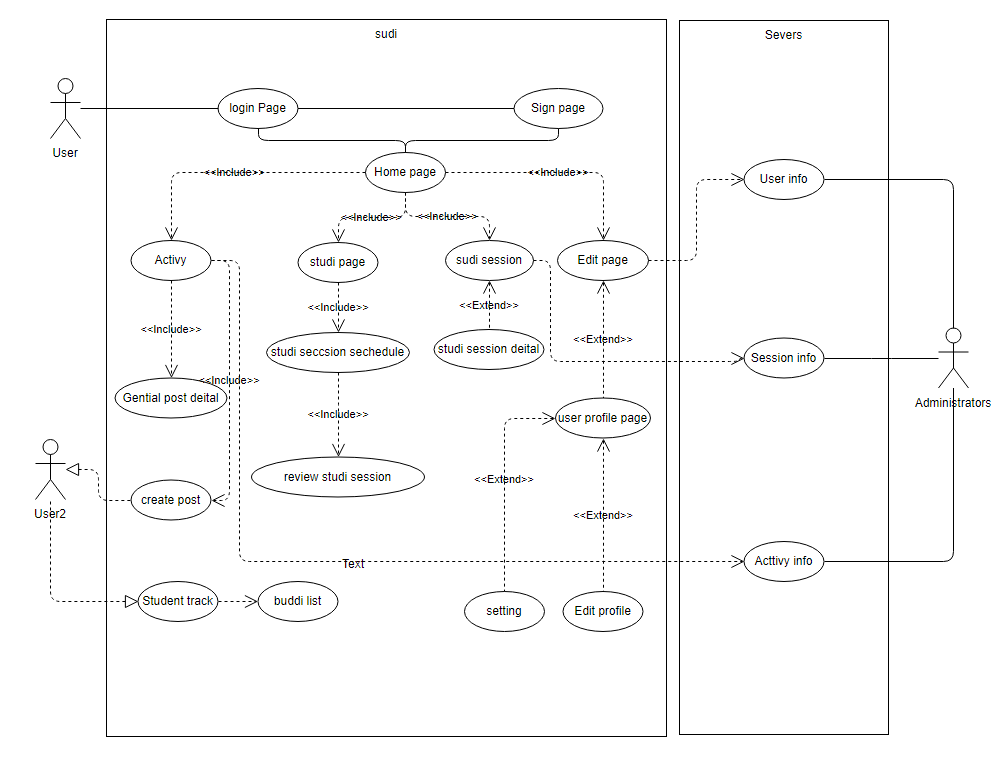 sudi
Severs
login Page
Sign page
User
<<Include>>
Home page
<<Include>>
User info
<<Include>>
<<Include>>
Activy
studi page
sudi session
Edit page
<<Include>>
<<Extend>>
<<Include>>
<<Extend>>
studi seccsion sechedule
studi session deital
Session info
<<Include>>
Gential post deital
<<Include>>
user profile page
Administrators
review studi session
<<Extend>>
create post
User2
<<Extend>>
Text
Acttivy info
Student track
buddi list
setting
Edit profile